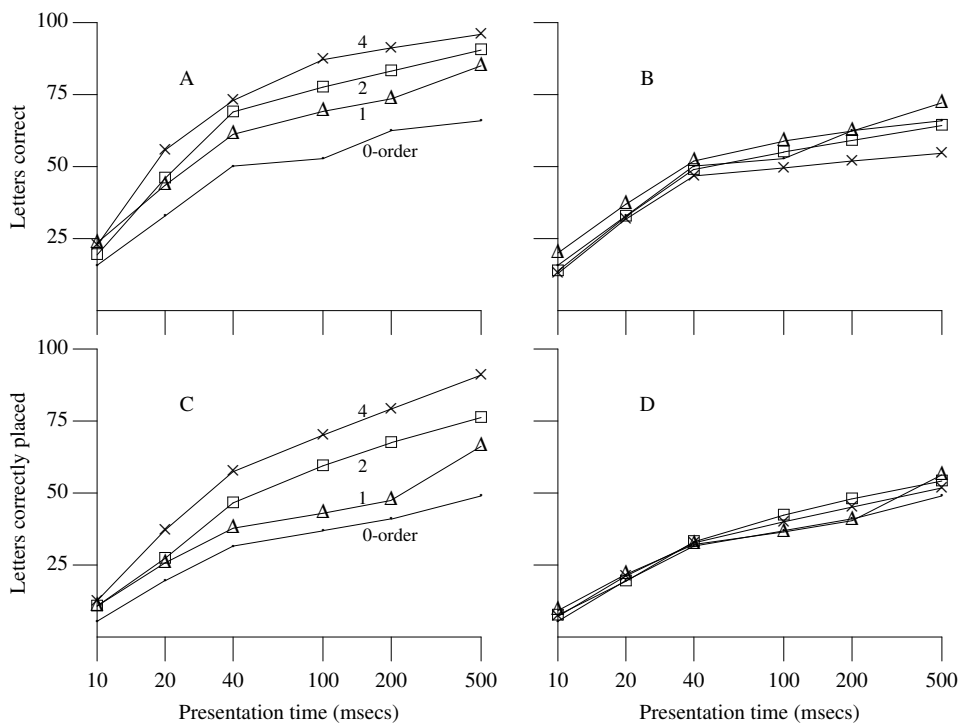 100
75
50
25
Letters correct
A
4
2
1
0-order
B
100
75
50
25
Letters correctly placed
C
4
2
1
0-order
D
10 20 40 100 200 500
Presentation time (msecs)
10 20 40 100 200 500
Presentation time (msecs)